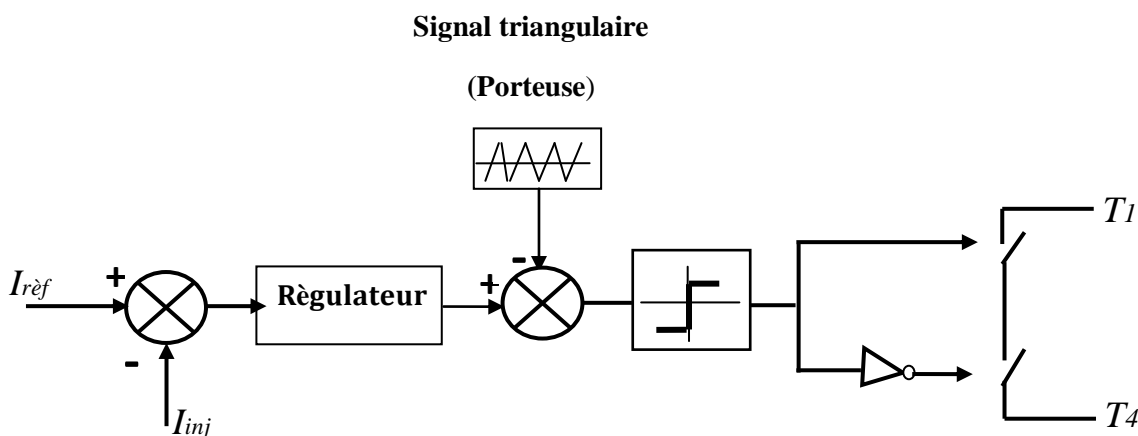 Signal triangulaire
(Porteuse)
T1
Irèf
+
-
+
Règulateur
-
Iinj
T4